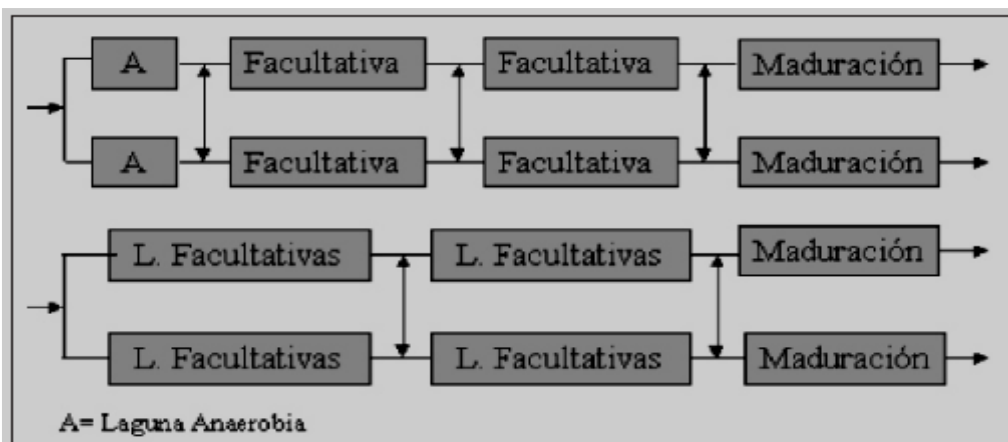 A Facultativa Facultativa Maduración
A Facultativa Facultativa Maduración
L. Facultativas L. Facultativas Maduración
L. Facultativas L. Facultativas Maduración
A= Laguna Anaerobia